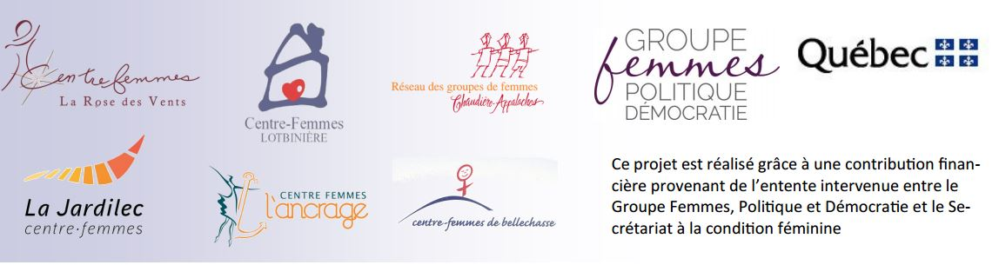 Centre femmes
La Rose des Vents
Centre-Femmes
LOTBINIÈRE
Réseau des groupes de femmes
Chaudière-Appalaches
GROUPE
femmes
POLITIQUE
DÉMOCRATIE
Québec
La Jardilec
centre·femmes
CENTRE FEMMES
l'ancrage
centre-femmes de bellechasse
Ce projet est réalisé grâce à une contribution finan-
cière provenant de l'entente intervenue entre le
Groupe Femmes, Politique et Démocratie et le Se-
crétariat à la condition féminine